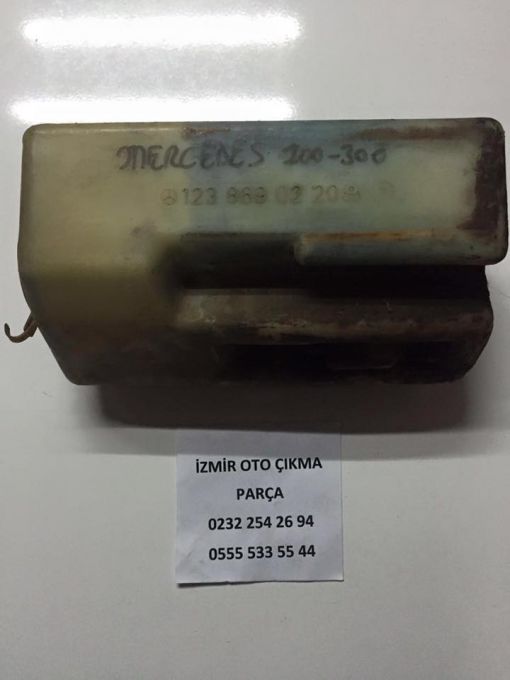 MERCEDES 200-300
123 869 02 20
İZMİR OTO ÇIKMA
PARÇA
0232 254 26 94
0555 533 55 44